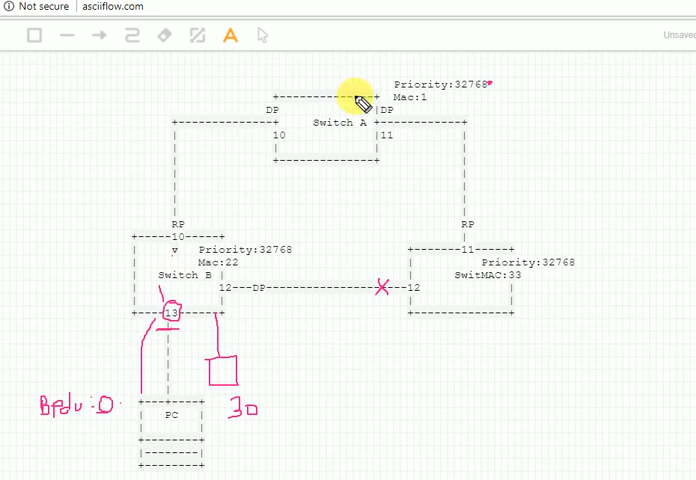 Not secure | asciiflow.com
A
Unsaved
Priority:32768
Mac:1
DP
DP
Switch A
10
11
RP
RP
10
11
v
Priority:32768
Mac:22
Switch B
Priority:32768
SwitMAC:33
12
DP
X
12
13
Bpdu :0
30
PC